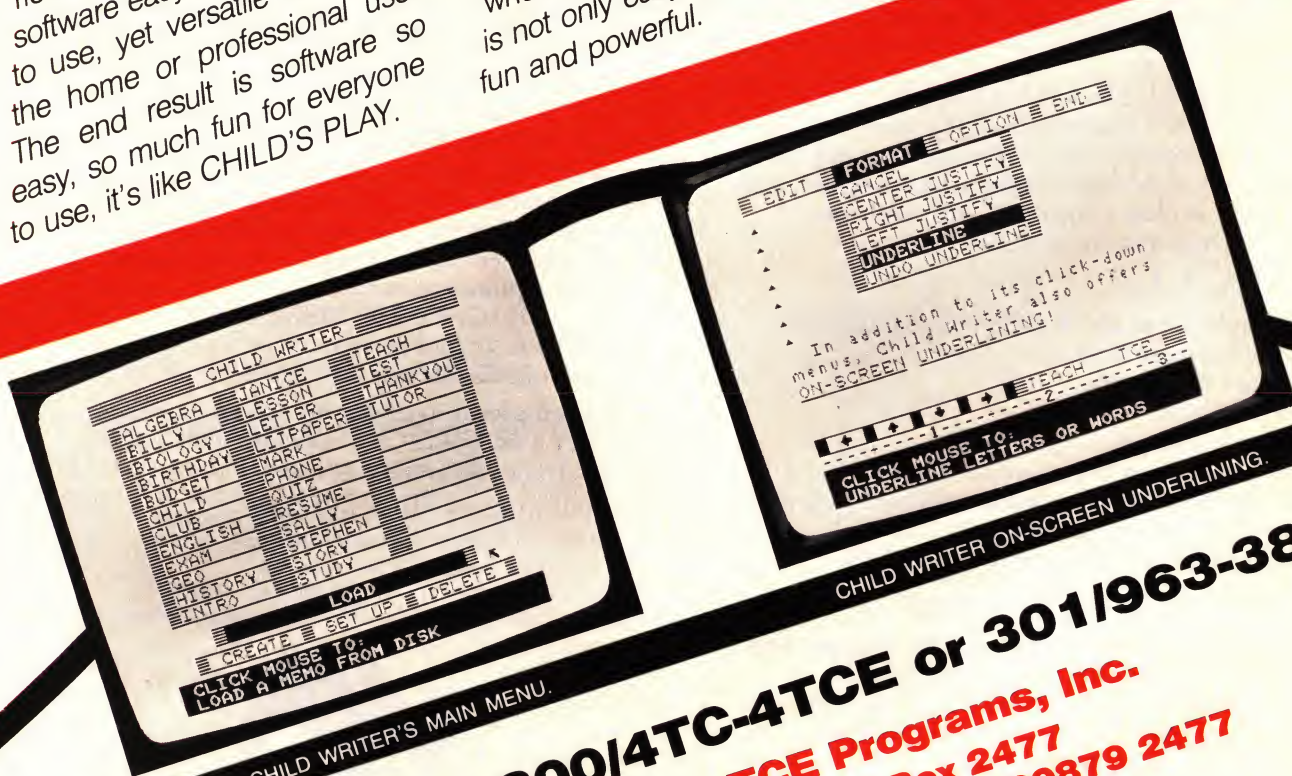 software easy
to use, yet versatile
the home or professional use
The end result is software so
easy, so much fun for everyone
to use, it's like CHILD'S PLAY.
is not only
fun and powerful.
CHILD WRITER
ALGEBRA JANICE TEACH
BILLY LESSON TEST
BIOLOGY LETTER THANKYOU
BIRTHDAY LITPAPER TUTOR
BUDGET MARK
CHILD PHONE
CLUB QUIZ
ENGLISH RESUME
EXAM SALLY
GEO STEPHEN
HISTORY STORY
INTRO STUDY
LOAD
CREATE SET UP DELETE
CLICK MOUSE TO:
LOAD A MEMO FROM DISK
CHILD WRITER'S MAIN MENU.
EDIT FORMAT OPTION END
CANCEL
CENTER JUSTIFY
RIGHT JUSTIFY
LEFT JUSTIFY
UNDERLINE
UNDO UNDERLINE
In addition to its click-down
menus, Child Writer also offers
ON-SCREEN UNDERLINING!
TEACH TCE
-----1---------2---------3--
CLICK MOUSE TO:
UNDERLINE LETTERS OR WORDS
CHILD WRITER ON-SCREEN UNDERLINING.
800/4TC-4TCE or 301/963-38
TCE Programs, Inc.
Box 2477
20879 2477